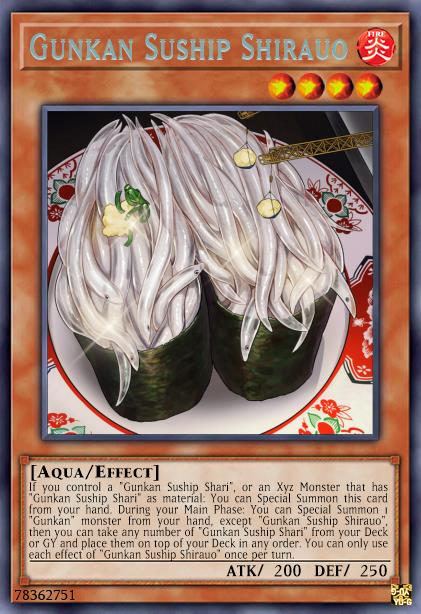 Gunkan Suship Shirauo
FIRE
炎
[Aqua/Effect]
If you control a "Gunkan Suship Shari", or an Xyz Monster that has
"Gunkan Suship Shari" as material: You can Special Summon this card
from your hand. During your Main Phase: You can Special Summon 1
"Gunkan" monster from your hand, except "Gunkan Suship Shirauo",
then you can take any number of "Gunkan Suship Shari" from your Deck
or GY and place them on top of your Deck in any order. You can only use
each effect of "Gunkan Suship Shirauo" once per turn.
ATK/ 200 DEF/ 250
78362751